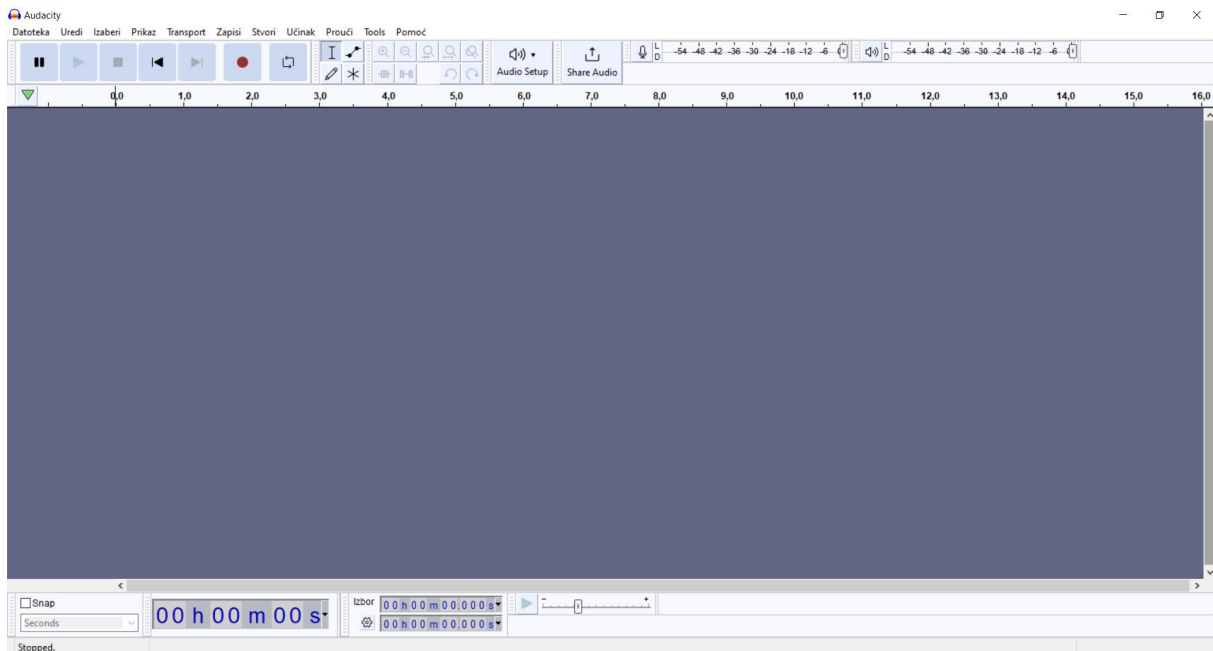 Audacity
Datoteka Uredi Izaberi Prikaz Transport Zapisi Stvori Učinak Prouči Tools Pomoć
Audio Setup
Share Audio
L
D
-54 -48 -42 -36 -30 -24 -18 -12 -6 0
L
D
-54 -48 -42 -36 -30 -24 -18 -12 -6 0
0,0 1,0 2,0 3,0 4,0 5,0 6,0 7,0 8,0 9,0 10,0 11,0 12,0 13,0 14,0 15,0 16,0
Snap
Seconds
00 h 00 m 00 s
Izbor
00 h 00 m 00.000 s
00 h 00 m 00.000 s
- +
Stopped.